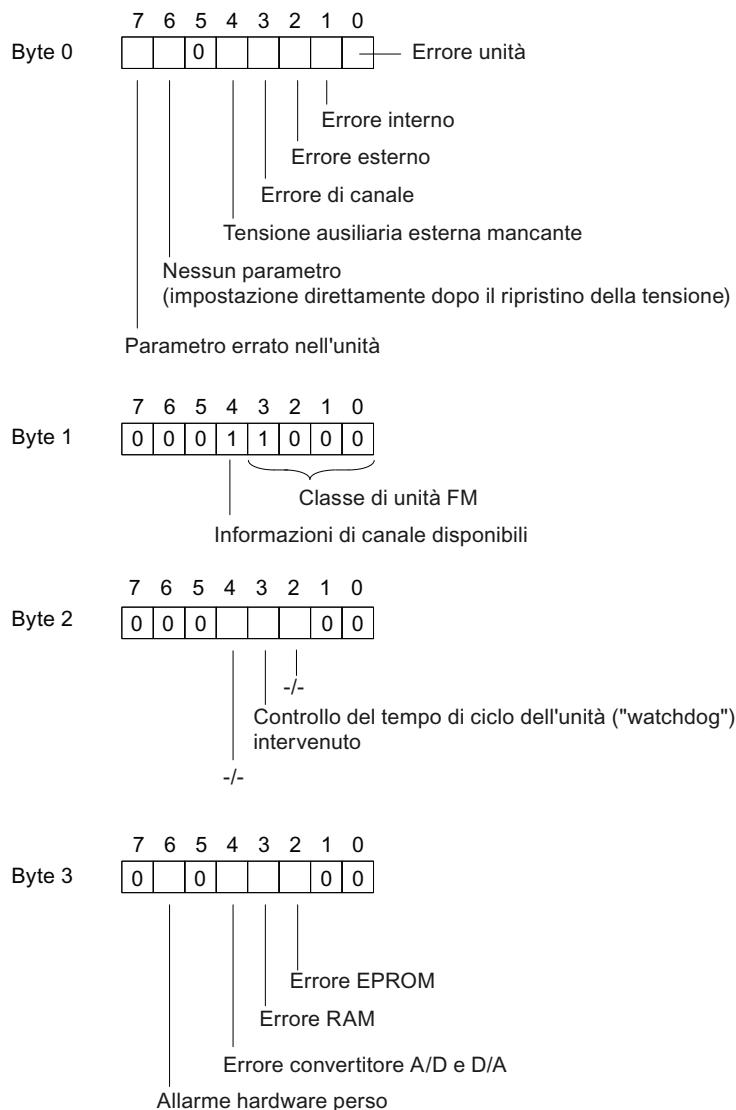 7 6 5 4 3 2 1 0
Byte 0
0
Errore unità
Errore interno
Errore esterno
Errore di canale
Tensione ausiliaria esterna mancante
Nessun parametro
(impostazione direttamente dopo il ripristino della tensione)
Parametro errato nell'unità
7 6 5 4 3 2 1 0
Byte 1
0 0 0 1 1 0 0 0
Classe di unità FM
Informazioni di canale disponibili
7 6 5 4 3 2 1 0
Byte 2
0 0 0 0 0
-/-
Controllo del tempo di ciclo dell'unità ("watchdog")
intervenuto
-/-
7 6 5 4 3 2 1 0
Byte 3
0 0 0 0
Errore EPROM
Errore RAM
Errore convertitore A/D e D/A
Allarme hardware perso